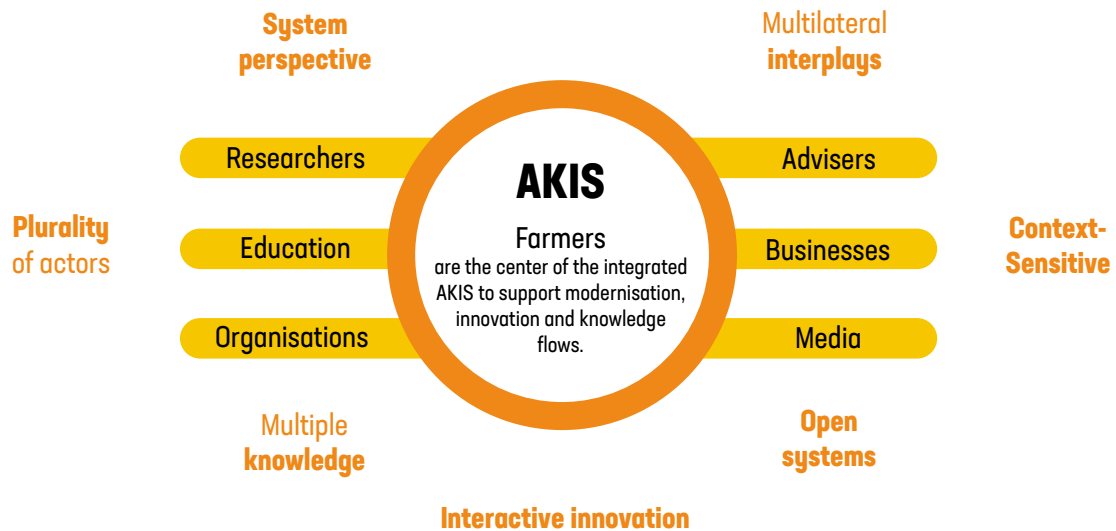 System
perspective
Multilateral
interplays
Researchers
Advisers
AKIS
Plurality
of actors
Education
Farmers
are the center of the integrated
AKIS to support modernisation,
innovation and knowledge
flows.
Businesses
Context-
Sensitive
Organisations
Media
Multiple
knowledge
Open
systems
Interactive innovation